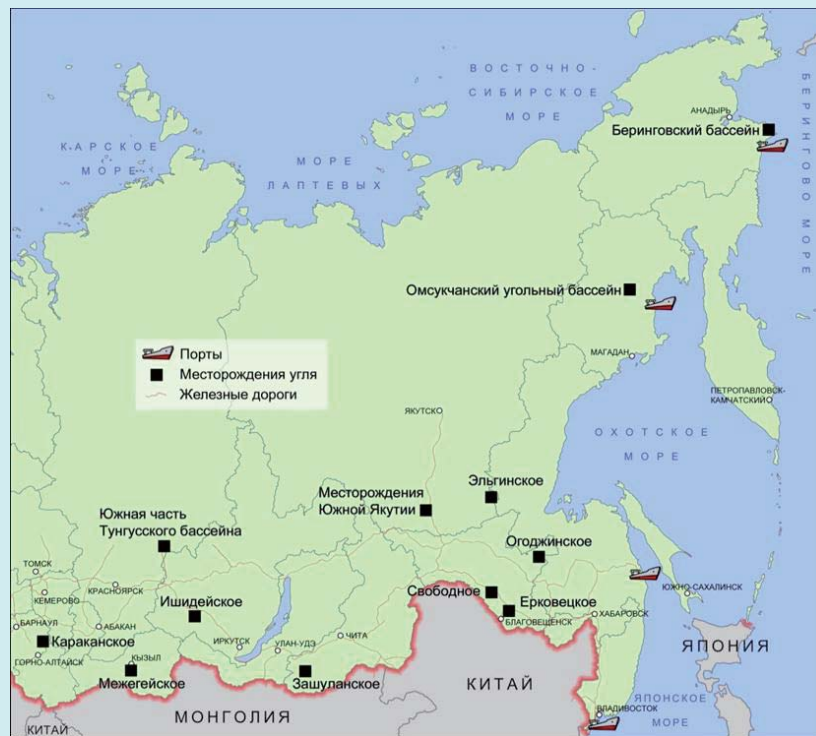 ВОСТОЧНО-
СИБИРСКОЕ
МОРЕ
КАРСКОЕ
МОРЕ
МОРЕ
ЛАПТЕВЫХ
БЕРИНГОВО МОРЕ
АНАДЫРЬ
Беринговский бассейн
Омсукчанский угольный бассейн
МАГАДАН
Порты
Месторождения угля
Железные дороги
ПЕТРОПАВЛОВСК-
КАМЧАТСКИЙ
ЯКУТСК
ОХОТСКОЕ
МОРЕ
Эльгинское
Месторождения
Южной Якутии
Южная часть
Тунгусского бассейна
Огоджинское
ТОМСК
КЕМЕРОВО
КРАСНОЯРСК
Ишидейское
Свободное
Ерковецкое
ЮЖНО-САХАЛИНСК
БАРНАУЛ
АБАКАН
БЛАГОВЕЩЕНСК
ХАБАРОВСК
Караканское
ИРКУТСК
УЛАН-УДЭ
ЧИТА
ЯПОНИЯ
ГОРНО-АЛТАЙСК
КЫЗЫЛ
Межегейское
Зашуланское
КИТАЙ
ЯПОНСКОЕ
МОРЕ
ВЛАДИВОСТОК
МОНГОЛИЯ
КИТАЙ